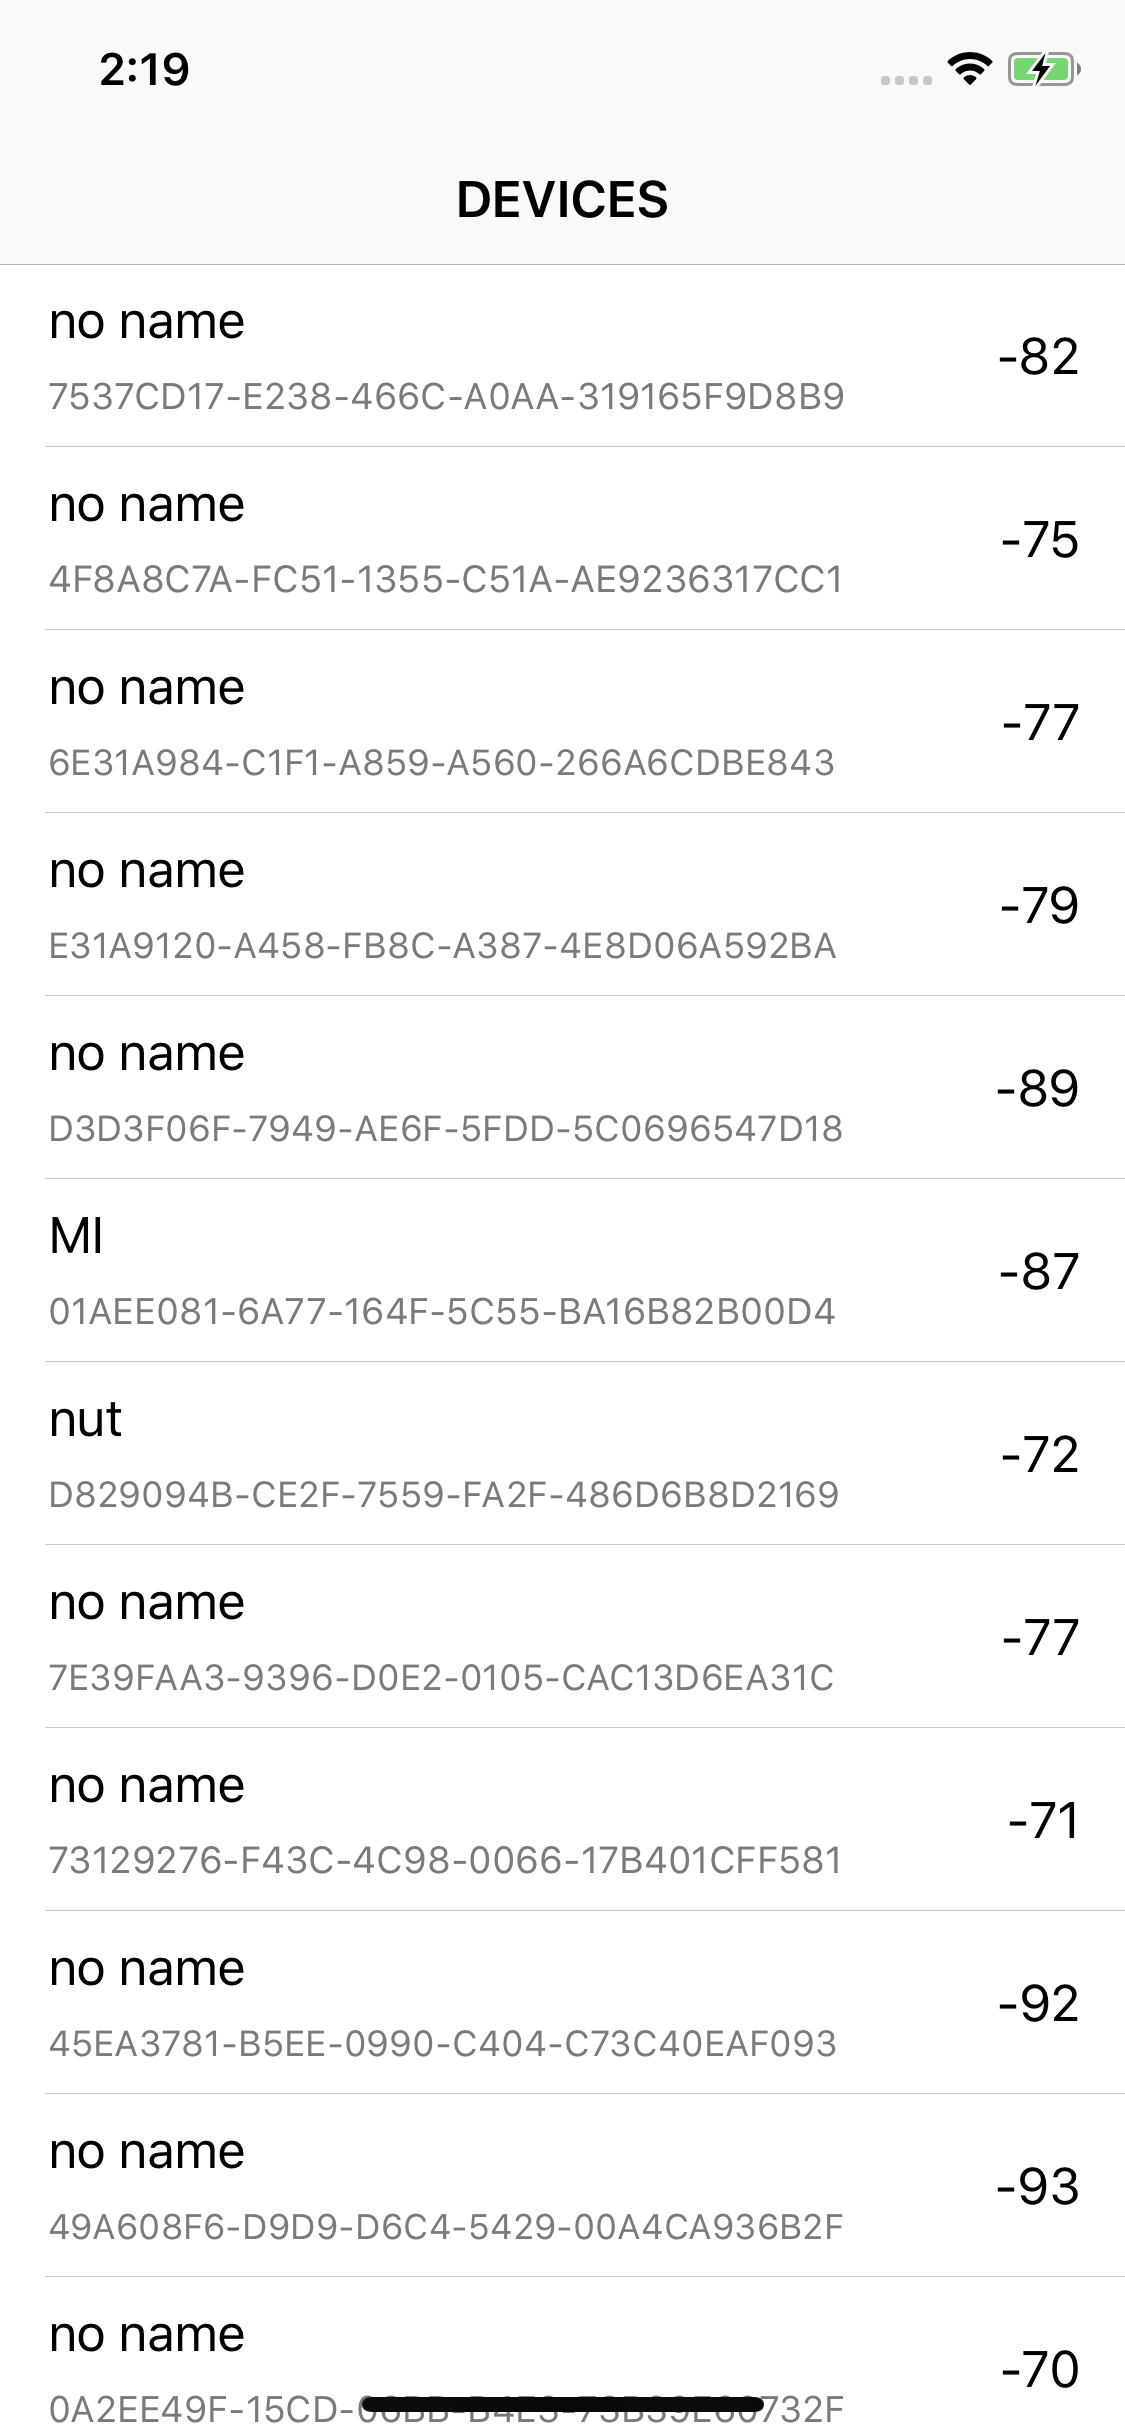 2:19
DEVICES
no name
-82
7537CD17-E238-466C-A0AA-319165F9D8B9
no name
-75
4F8A8C7A-FC51-1355-C51A-AE9236317CC1
no name
-77
6E31A984-C1F1-A859-A560-266A6CDBE843
no name
-79
E31A9120-A458-FB8C-A387-4E8D06A592BA
no name
-89
D3D3F06F-7949-AE6F-5FDD-5C0696547D18
MI
-87
01AEE081-6A77-164F-5C55-BA16B82B00D4
nut
-72
D829094B-CE2F-7559-FA2F-486D6B8D2169
no name
-77
7E39FAA3-9396-D0E2-0105-CAC13D6EA31C
no name
-71
73129276-F43C-4C98-0066-17B401CFF581
no name
-92
45EA3781-B5EE-0990-C404-C73C40EAF093
no name
-93
49A608F6-D9D9-D6C4-5429-00A4CA936B2F
no name
-70